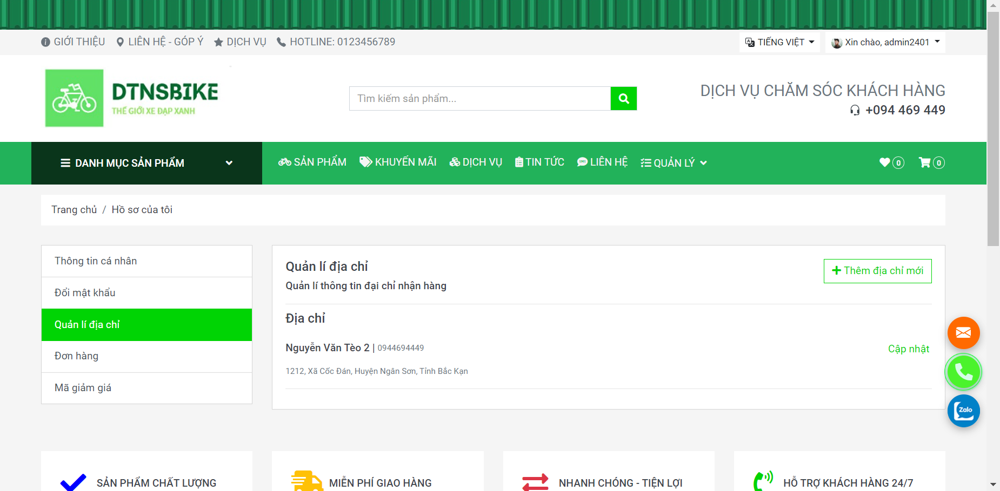 GIỚI THIỆU LIÊN HỆ - GÓP Ý DỊCH VỤ HOTLINE: 0123456789 TIẾNG VIỆT Xin chào, admin2401
DTNSBIKE
THẾ GIỚI XE ĐẠP XANH
Tìm kiếm sản phẩm...
DỊCH VỤ CHĂM SÓC KHÁCH HÀNG
+094 469 449
DANH MỤC SẢN PHẨM SẢN PHẨM KHUYẾN MÃI DỊCH VỤ TIN TỨC LIÊN HỆ QUẢN LÝ 0 0
Trang chủ / Hồ sơ của tôi
Thông tin cá nhân
Đổi mật khẩu
Quản lí địa chỉ
Đơn hàng
Mã giảm giá
Quản lí địa chỉ
Thêm địa chỉ mới
Quản lí thông tin đại chỉ nhận hàng
Địa chỉ
Nguyễn Văn Tèo 2 | 0944694449
Cập nhật
1212, Xã Cốc Đán, Huyện Ngân Sơn, Tỉnh Bắc Kạn
Zalo
SẢN PHẨM CHẤT LƯỢNG
MIỄN PHÍ GIAO HÀNG
NHANH CHÓNG - TIỆN LỢI
HỖ TRỢ KHÁCH HÀNG 24/7